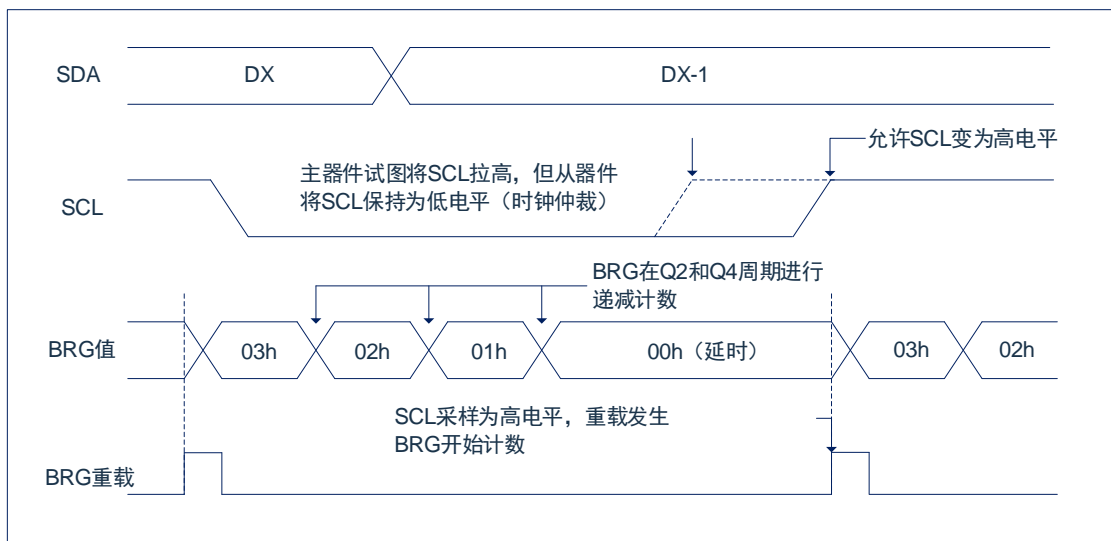 SDA
DX
DX-1
允许SCL变为高电平
主器件试图将SCL拉高，但从器件
将SCL保持为低电平（时钟仲裁）
SCL
BRG在Q2和Q4周期进行
递减计数
BRG值
03h
02h
01h
00h（延时）
03h
02h
SCL采样为高电平，重载发生
BRG开始计数
BRG重载